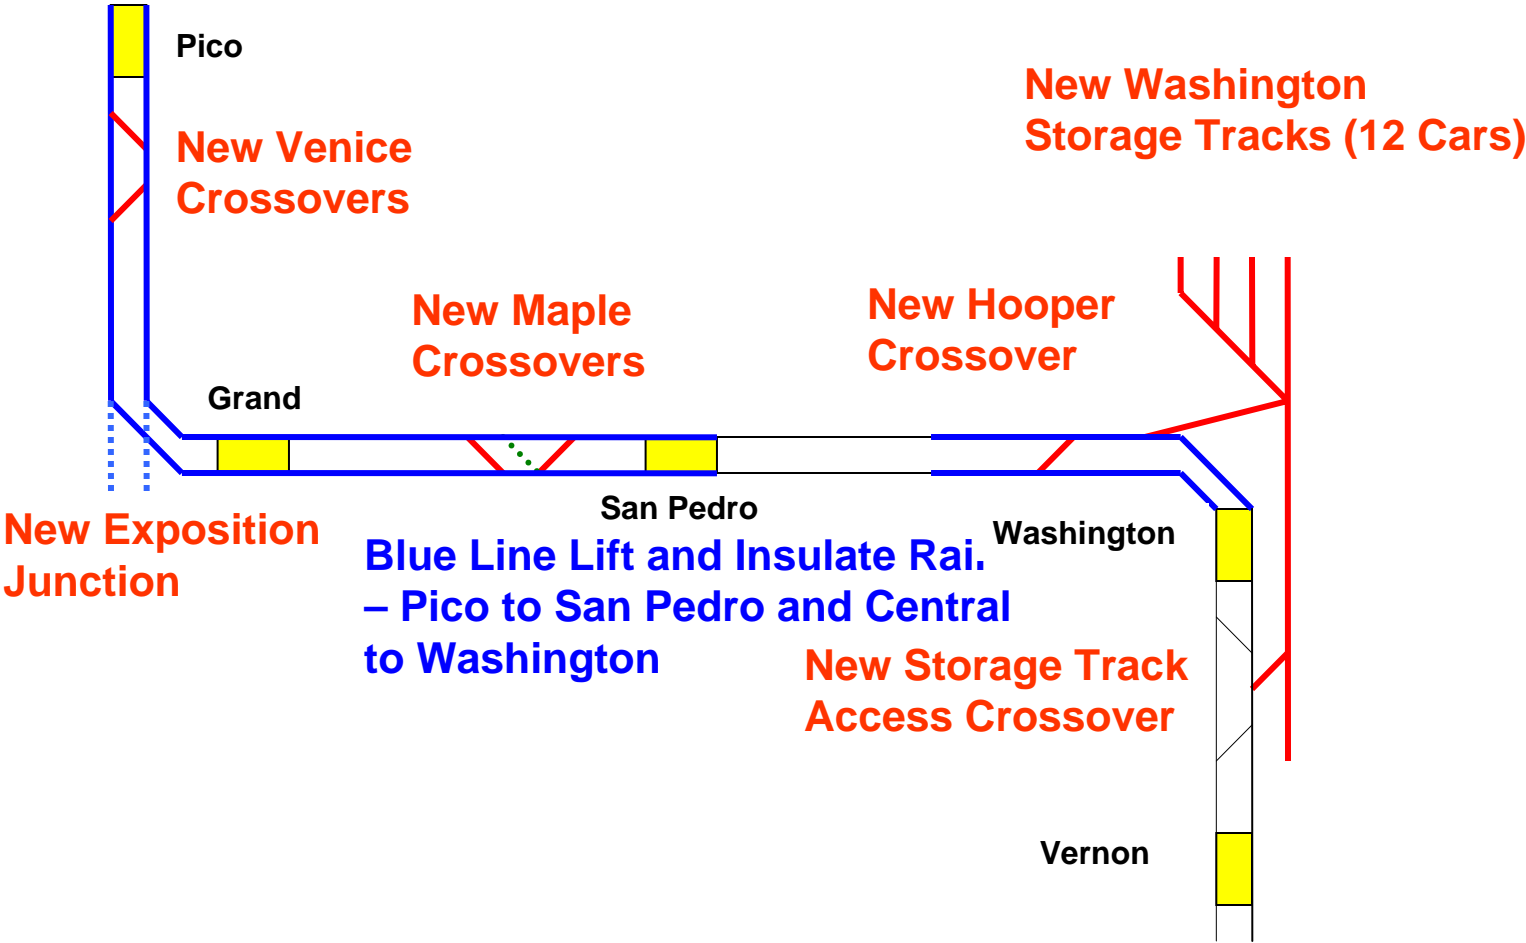 Pico
New Washington
Storage Tracks (12 Cars)
New Venice
Crossovers
New Maple
Crossovers
New Hooper
Crossover
Grand
San Pedro
Washington
New Exposition
Junction
Blue Line Lift and Insulate Rai.
– Pico to San Pedro and Central
to Washington
New Storage Track
Access Crossover
Vernon